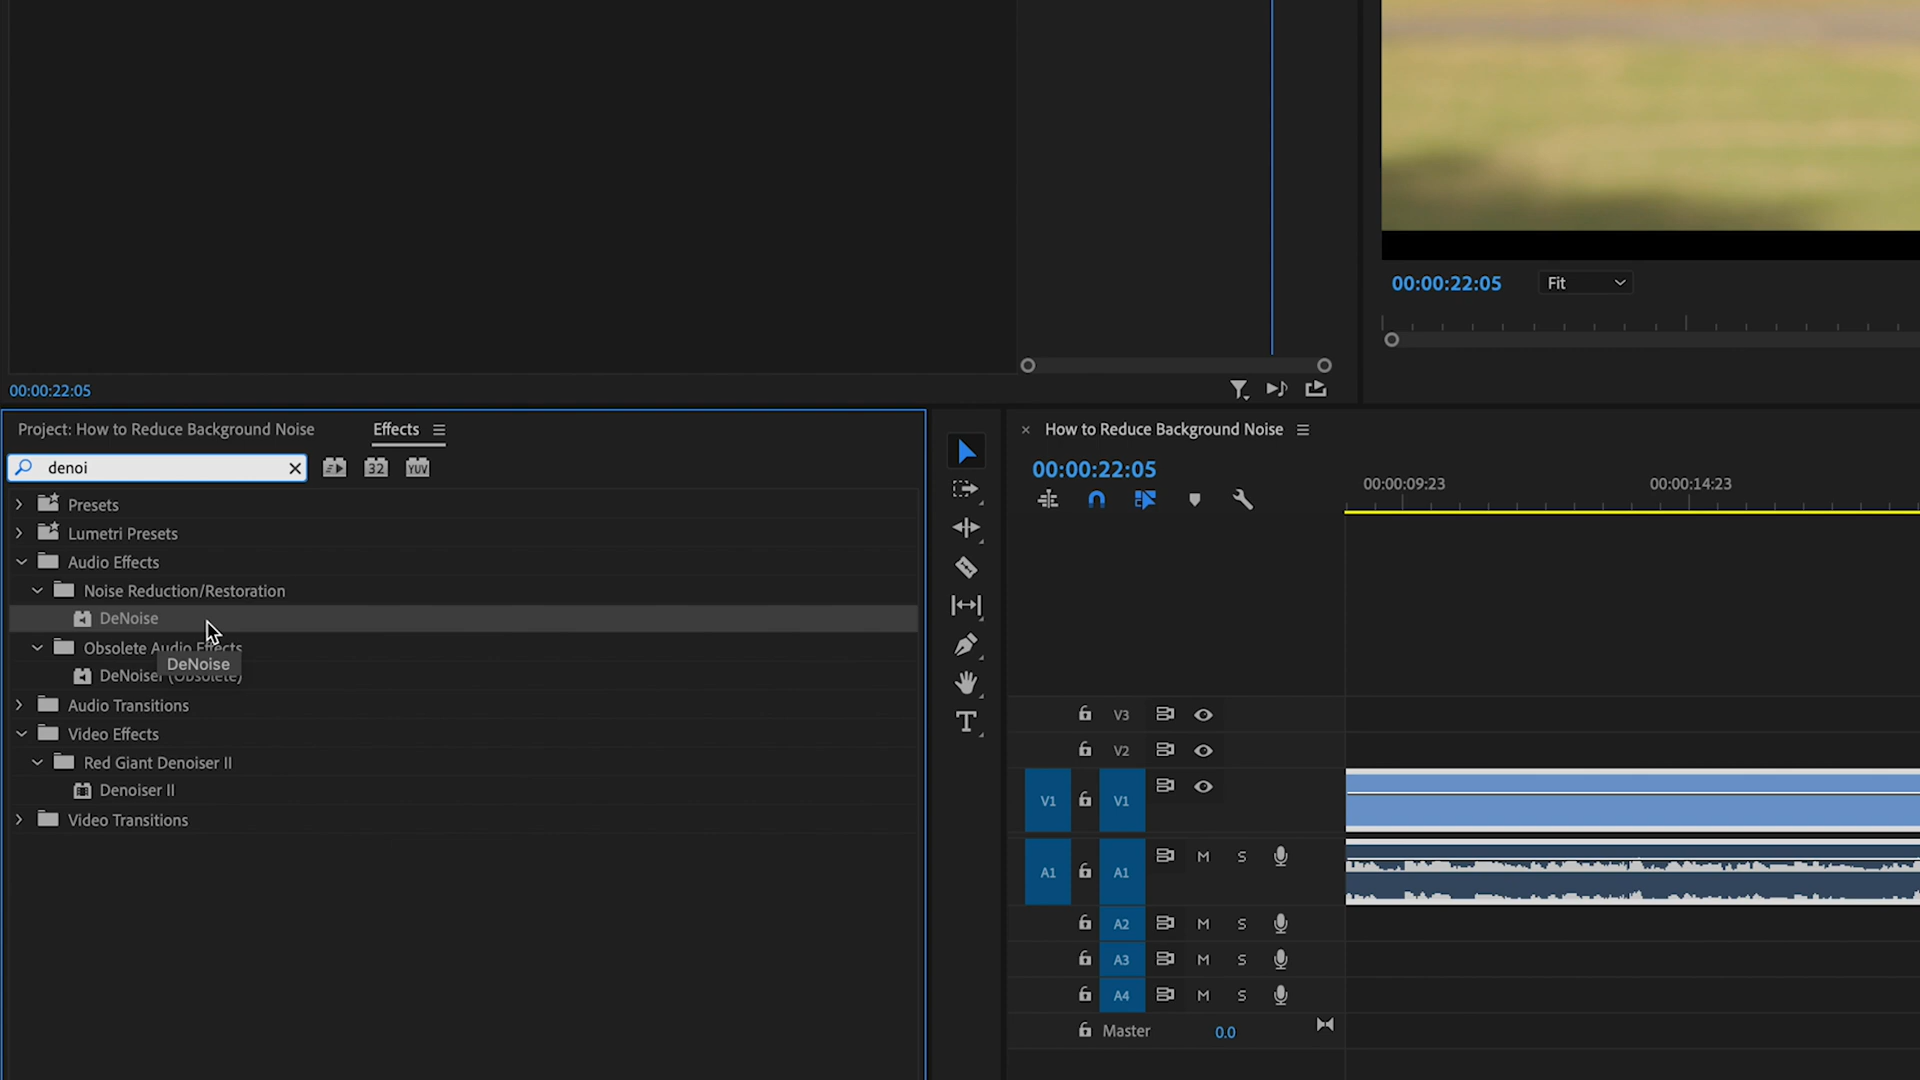 00:00:22:05
Fit
00:00:22:05
Project: How to Reduce Background Noise
Effects
denoi
32
YUV
Presets
Lumetri Presets
Audio Effects
Noise Reduction/Restoration
DeNoise
Obsolete Audio Effects
DeNoise
DeNoiser (Obsolete)
Audio Transitions
Video Effects
Red Giant Denoiser II
Denoiser II
Video Transitions
T
× How to Reduce Background Noise
00:00:22:05
00:00:09:23
00:00:14:23
V3
V2
V1 V1
A1 A1 M S
A2 M S
A3 M S
A4 M S
Master 0.0